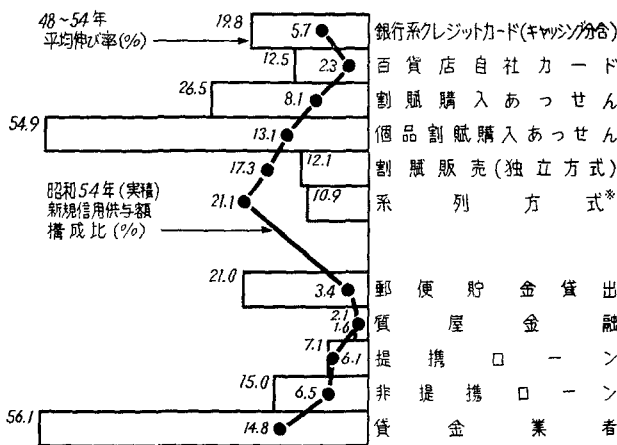 48~54年
平均伸び率(%)
19.8 5.7 銀行系クレジットカード(キャッシング分合)
12.5 2.3 百貨店自社カード
26.5 8.1 割賦購入あっせん
54.9 13.1 個品割賦購入あっせん
17.3 12.1 割賦販売(独立方式)
昭和54年(実積)
新規信用供与額
構成比(%)
21.1 10.9 系列方式※
21.0 3.4 郵便貯金貸出
2.1 1.6 質屋金融
7.1 6.1 提携ローン
15.0 6.5 非提携ローン
56.1 14.8 貸金業者